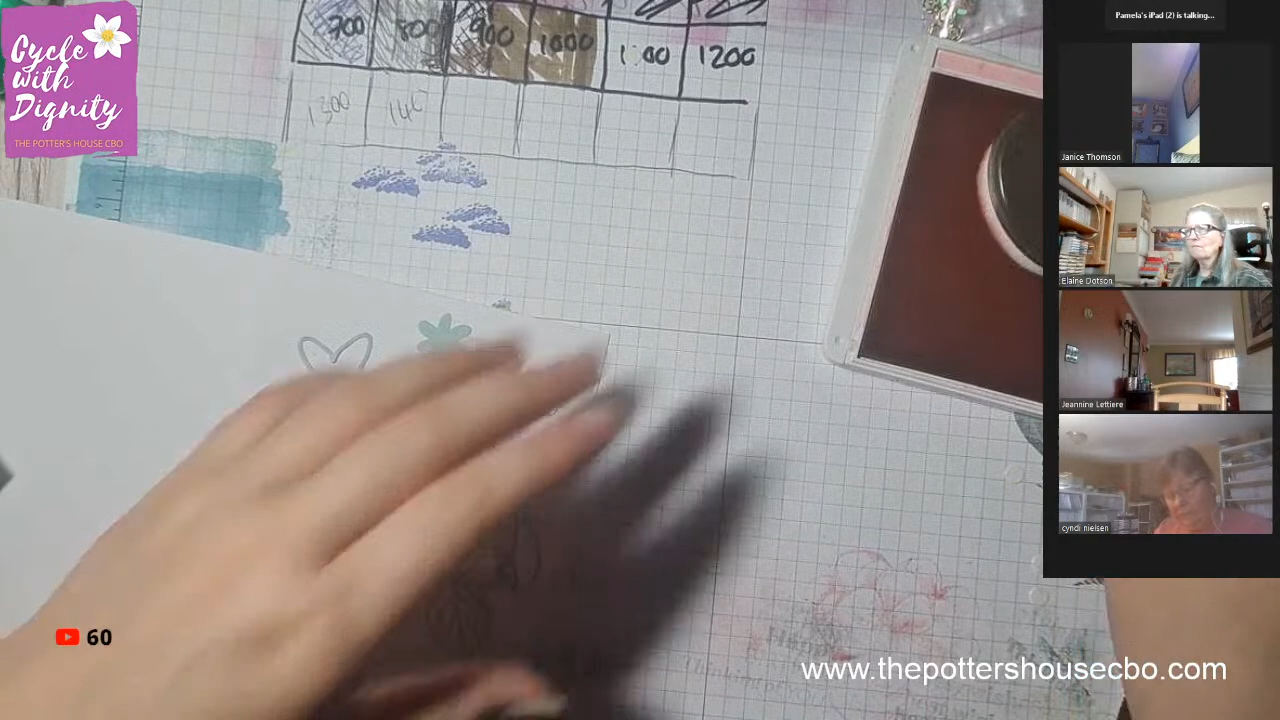 Cycle
with
Dignity
THE POTTER'S HOUSE CBO
700 800 900 1000 1100 1200
1300
Pamela's iPad (2) is talking...
Janice Thomson
Elaine Dotson
Jeannine Lettiere
cyndi nielsen
60
www.thepottershousecbo.com